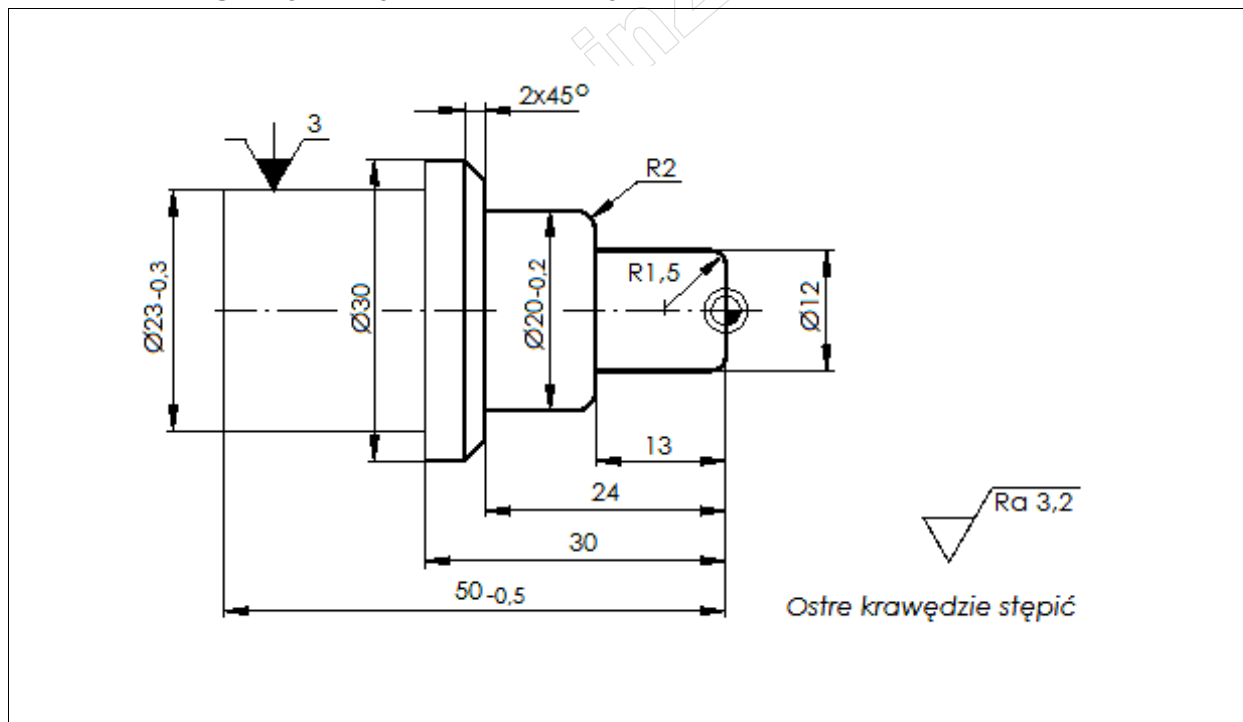 2x45°
3
R2
R1,5
Ø23-0,3
Ø30
Ø20-0,2
Ø12
13
24
30
50-0,5
Ra 3,2
Ostre krawędzie stępić